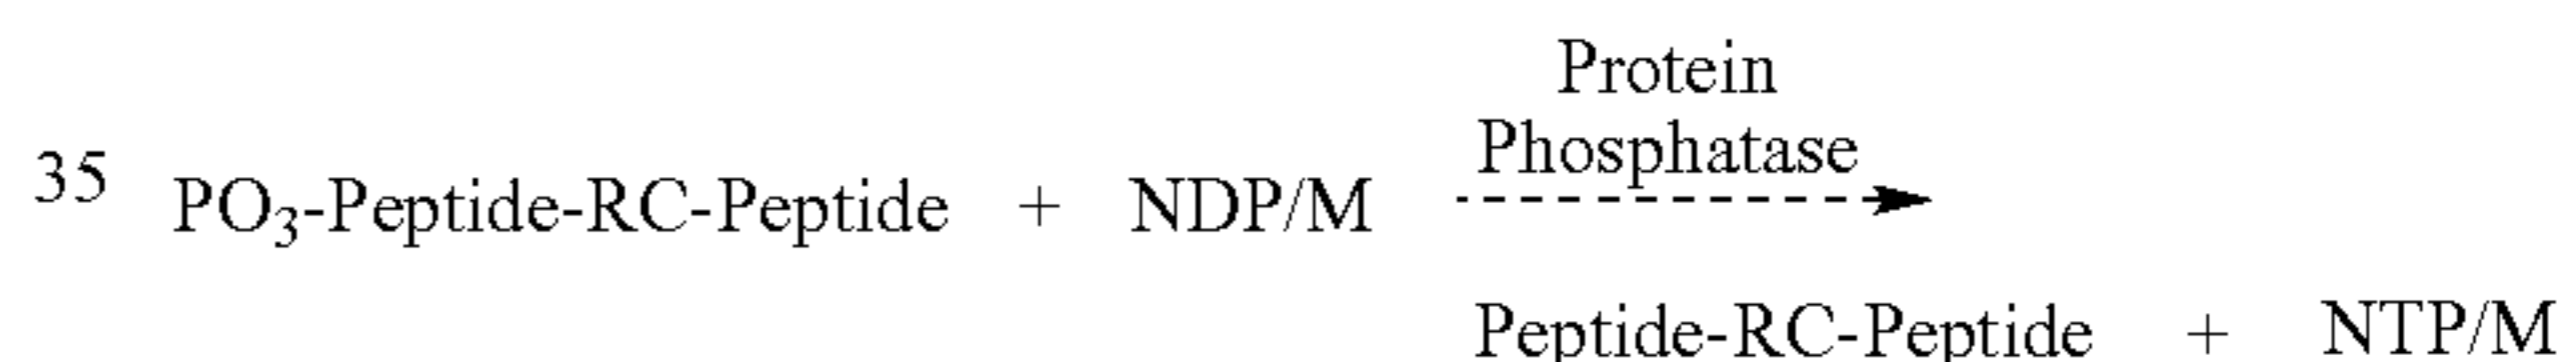 Protein
Phosphatase
35 PO₃-Peptide-RC-Peptide + NDP/M
Peptide-RC-Peptide + NTP/M